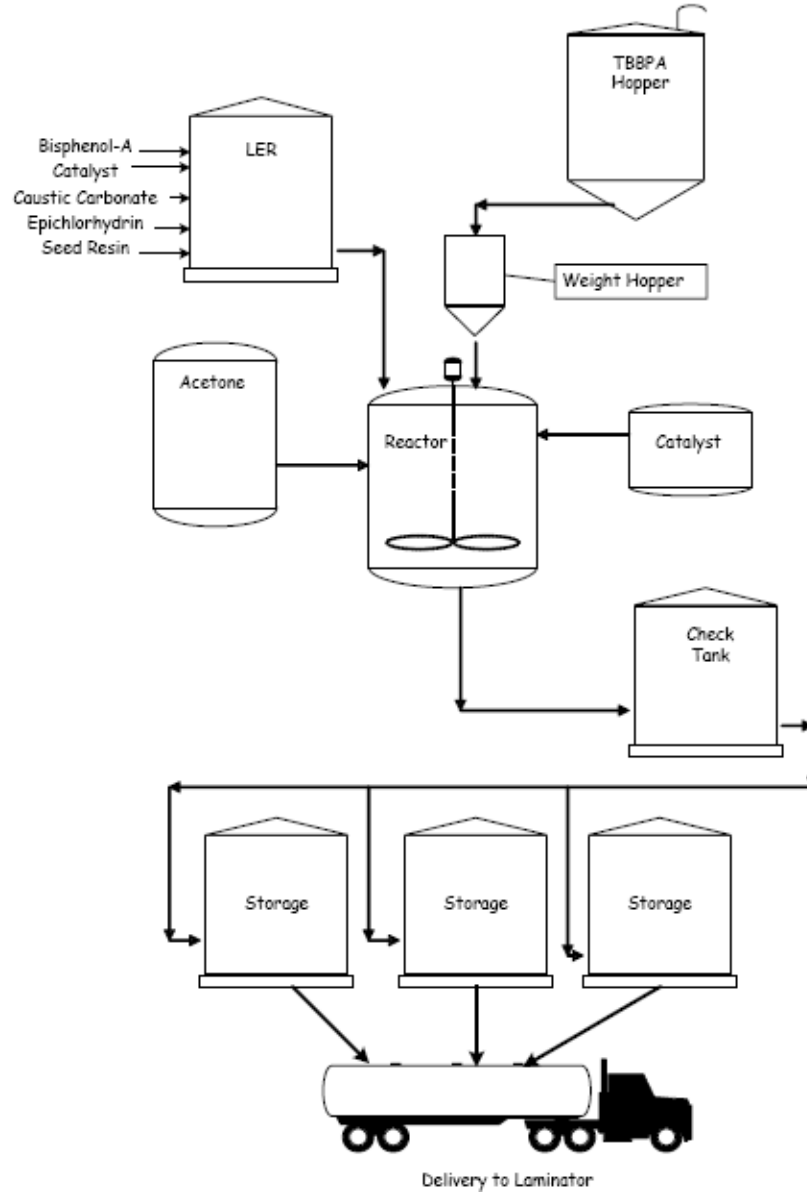 TBBPA
Hopper
LER
Bisphenol-A
Catalyst
Caustic Carbonate
Epichlorhydrin
Seed Resin
Weight Hopper
Acetone
Reactor
Catalyst
Check
Tank
Storage
Storage
Storage
Delivery to Laminator